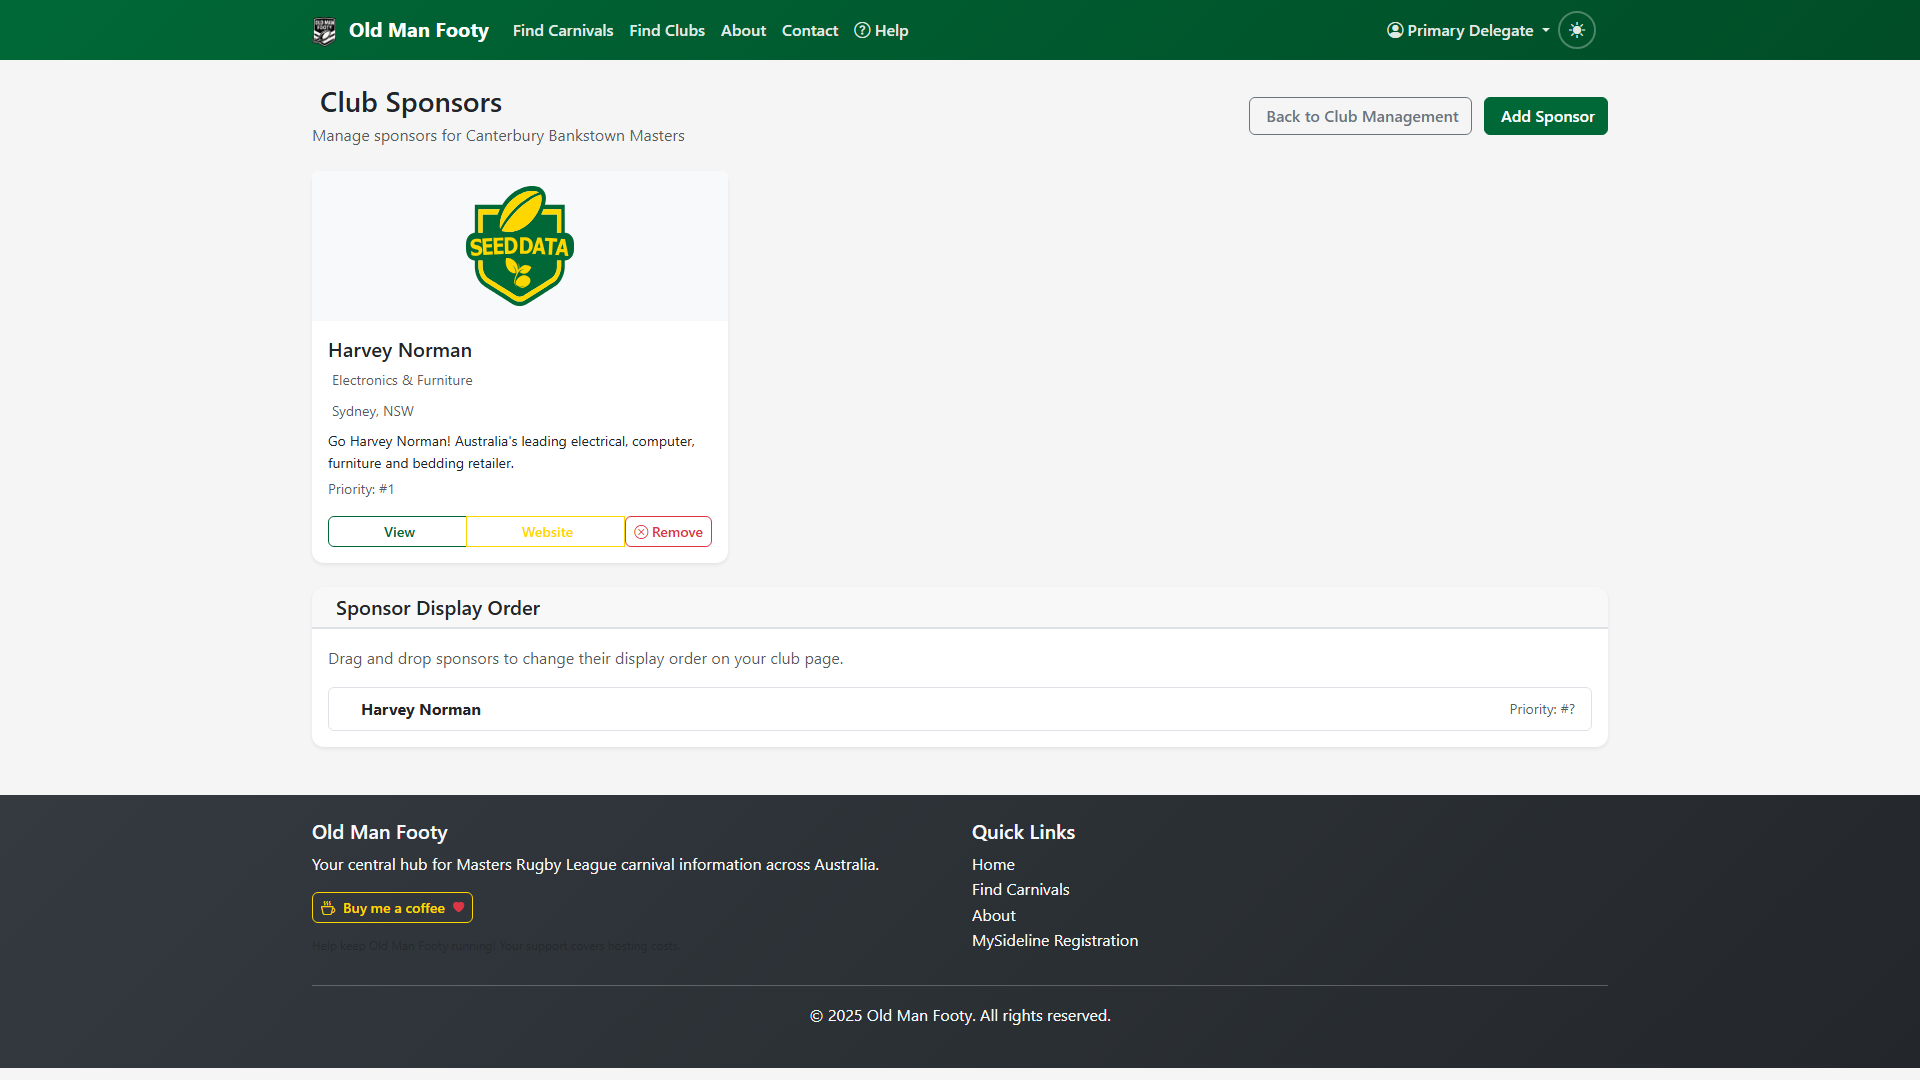 Old Man Footy
Find Carnivals
Find Clubs
About
Contact
Help
Primary Delegate
Club Sponsors
Manage sponsors for Canterbury Bankstown Masters
Back to Club Management
Add Sponsor
SEED DATA
Harvey Norman
Electronics & Furniture
Sydney, NSW
Go Harvey Norman! Australia's leading electrical, computer,
furniture and bedding retailer.
Priority: #1
View
Website
Remove
Sponsor Display Order
Drag and drop sponsors to change their display order on your club page.
Harvey Norman
Priority: #?
Old Man Footy
Your central hub for Masters Rugby League carnival information across Australia.
Buy me a coffee
Help keep Old Man Footy running! Your support covers hosting costs.
Quick Links
Home
Find Carnivals
About
MySideline Registration
© 2025 Old Man Footy. All rights reserved.